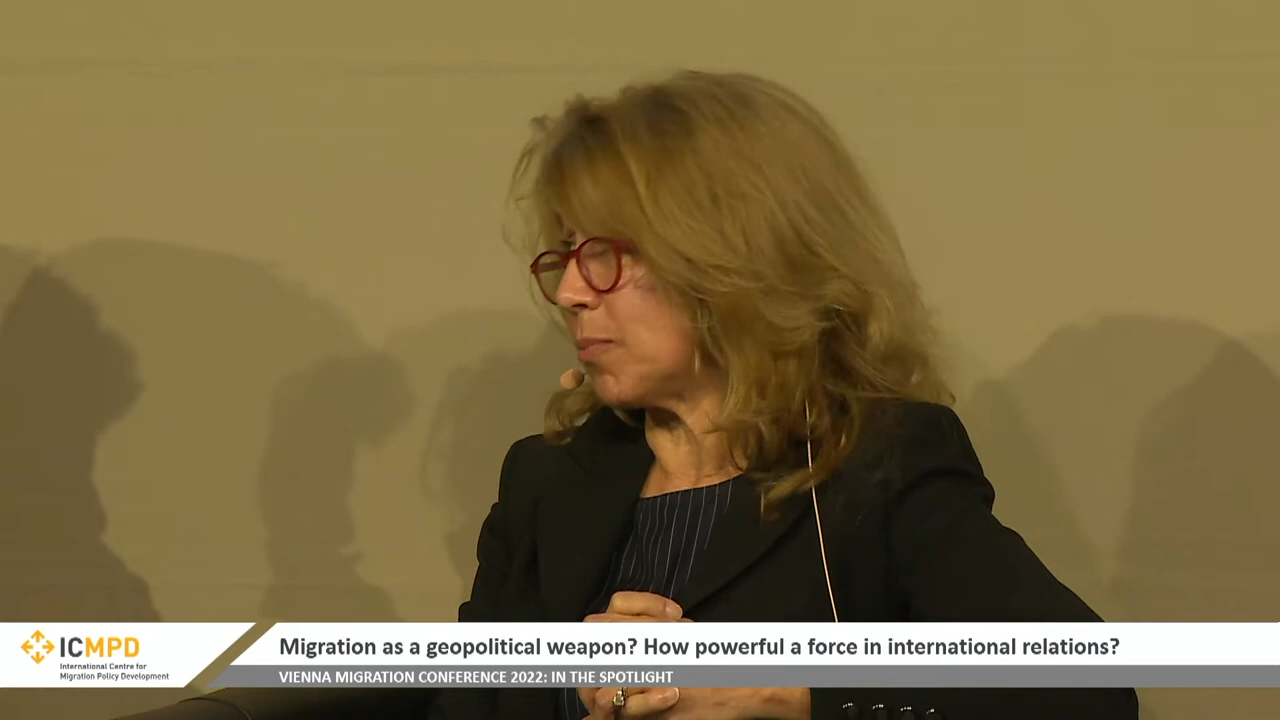 ICMPD
International Centre for
Migration Policy Development
Migration as a geopolitical weapon? How powerful a force in international relations?
VIENNA MIGRATION CONFERENCE 2022: IN THE SPOTLIGHT